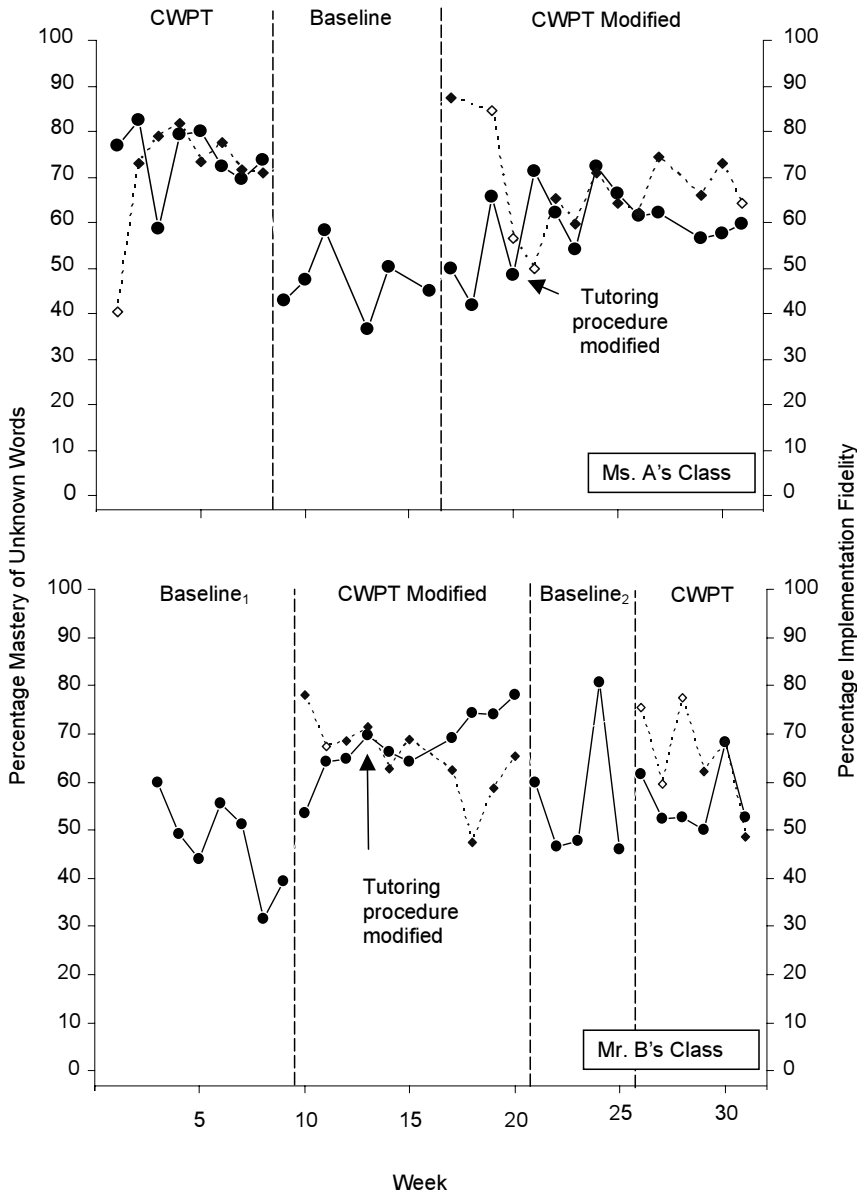 CWPT Baseline CWPT Modified
100 100
90 90
80 80
70 70
60 60
50 50
40 40
30 30
20 20
10 10
0 0
Tutoring
procedure
modified
Ms. A's Class
Percentage Mastery of Unknown Words
Percentage Implementation Fidelity
Baseline₁ CWPT Modified Baseline₂ CWPT
100 100
90 90
80 80
70 70
60 60
50 50
40 40
30 30
20 20
10 10
0 0
Tutoring
procedure
modified
Mr. B's Class
5 10 15 20 25 30
Week